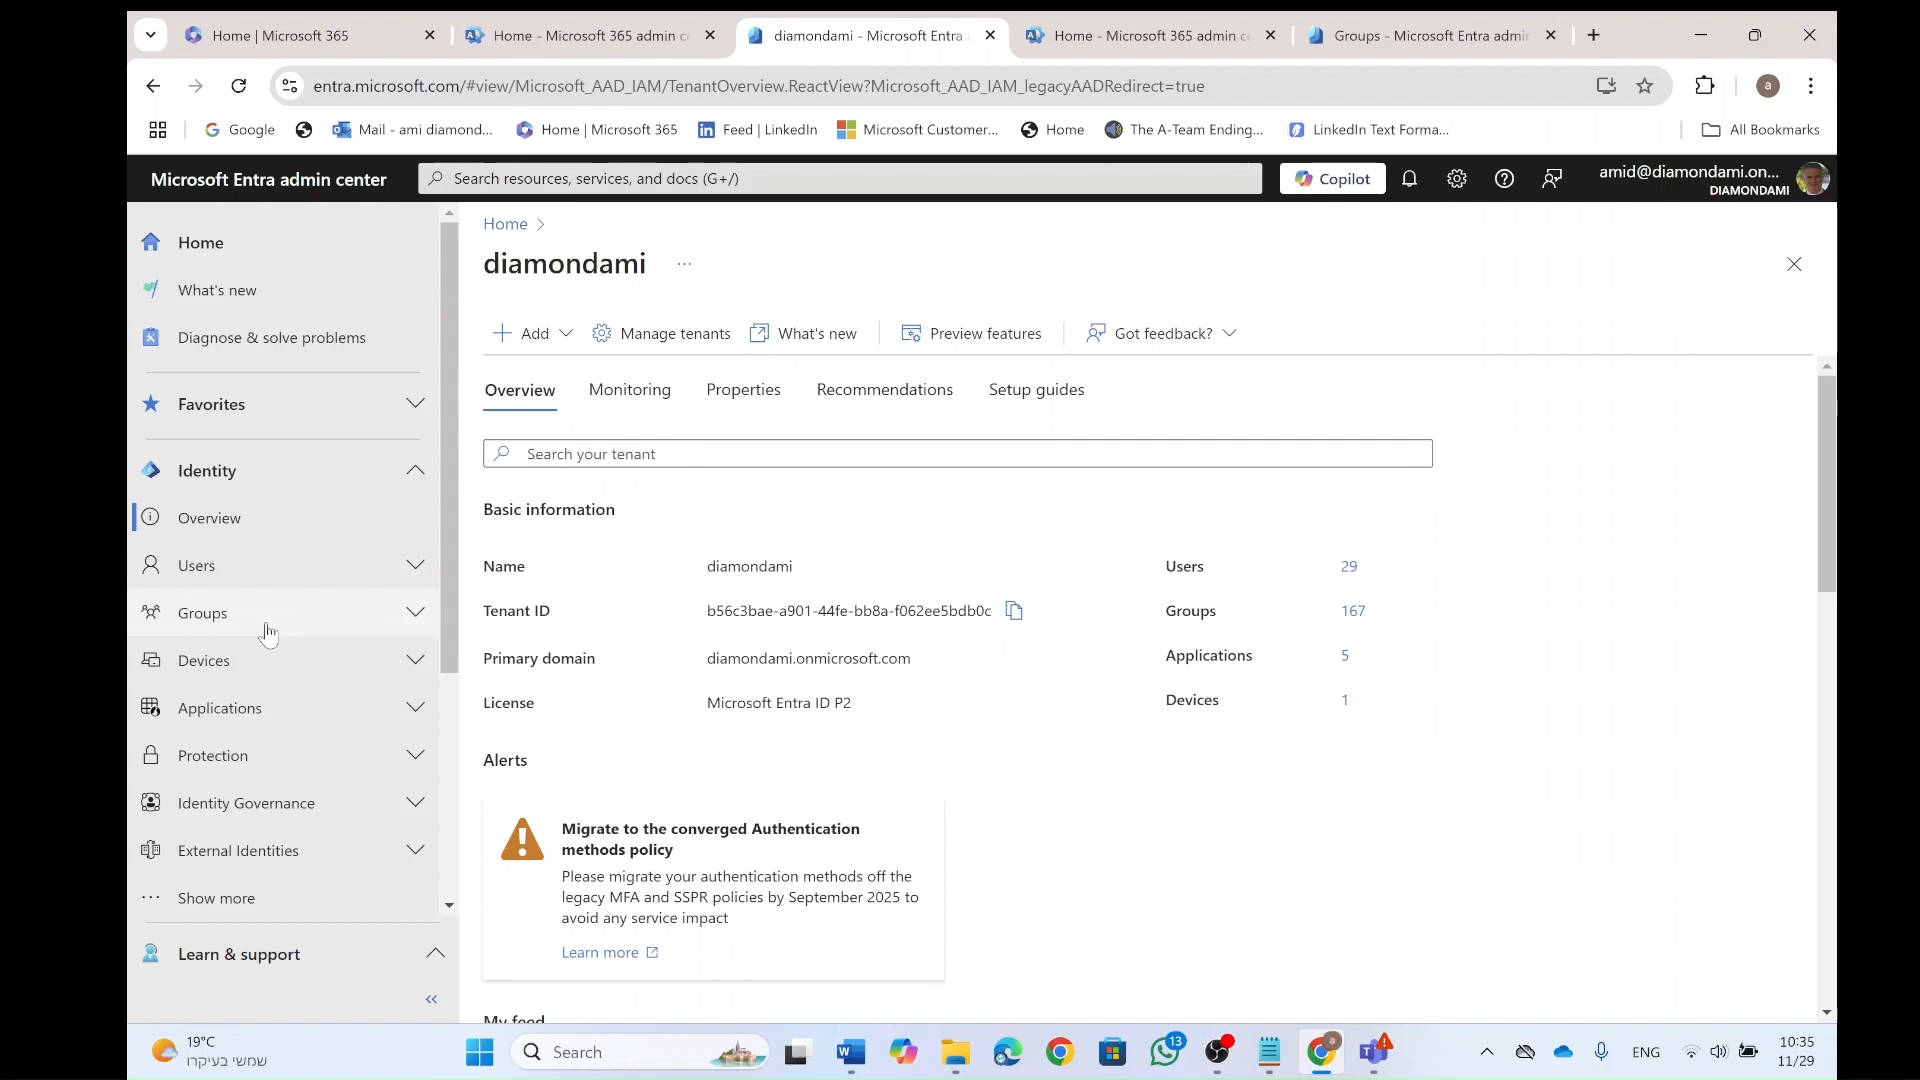 Home | Microsoft 365
Home - Microsoft 365 admin c
diamondami - Microsoft Entra
Home - Microsoft 365 admin c
Groups - Microsoft Entra admin
entra.microsoft.com/#view/Microsoft_AAD_IAM/TenantOverview.ReactView?Microsoft_AAD_IAM_legacyAADRedirect=true
a
Google
Mail - ami diamond...
Home | Microsoft 365
Feed | LinkedIn
Microsoft Customer...
Home
The A-Team Ending...
LinkedIn Text Forma...
All Bookmarks
Microsoft Entra admin center
Search resources, services, and docs (G+/)
Copilot
amid@diamondami.on...
DIAMONDAMI
Home
What's new
Diagnose & solve problems
Favorites
Identity
Overview
Users
Groups
Devices
Applications
Protection
Identity Governance
External Identities
Show more
Learn & support
Home
diamondami
Add
Manage tenants
What's new
Preview features
Got feedback?
Overview
Monitoring
Properties
Recommendations
Setup guides
Search your tenant
Basic information
Name diamondami Users 29
Tenant ID b56c3bae-a901-44fe-bb8a-f062ee5bdb0c Groups 167
Primary domain diamondami.onmicrosoft.com Applications 5
License Microsoft Entra ID P2 Devices 1
Alerts
Migrate to the converged Authentication
methods policy
Please migrate your authentication methods off the
legacy MFA and SSPR policies by September 2025 to
avoid any service impact
Learn more
My feed
19°C
שמשי בעיקרו
Search
13
ENG
10:35
11/29